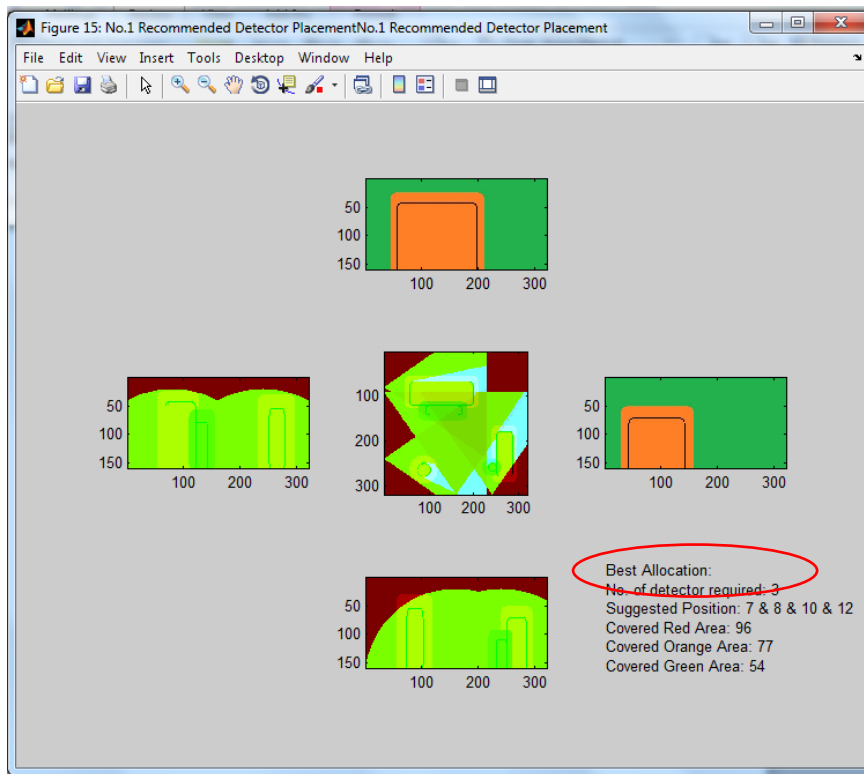 Figure 15: No.1 Recommended Detector PlacementNo.1 Recommended Detector Placement
File Edit View Insert Tools Desktop Window Help
50
100
150
100 200 300
50
100
150
100 200 300
100
200
300
100 200 300
50
100
150
100 200 300
50
100
150
100 200 300
Best Allocation:
No. of detector required: 3
Suggested Position: 7 & 8 & 10 & 12
Covered Red Area: 96
Covered Orange Area: 77
Covered Green Area: 54